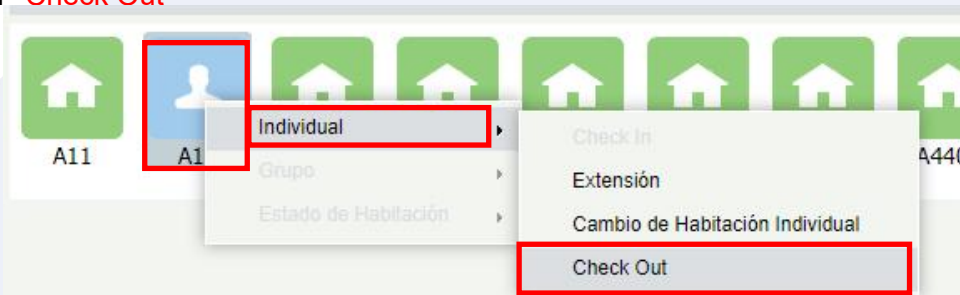 Check Out
A11
A1
A440
Individual
Grupo
Estado de Habitación
Check In
Extensión
Cambio de Habitación Individual
Check Out